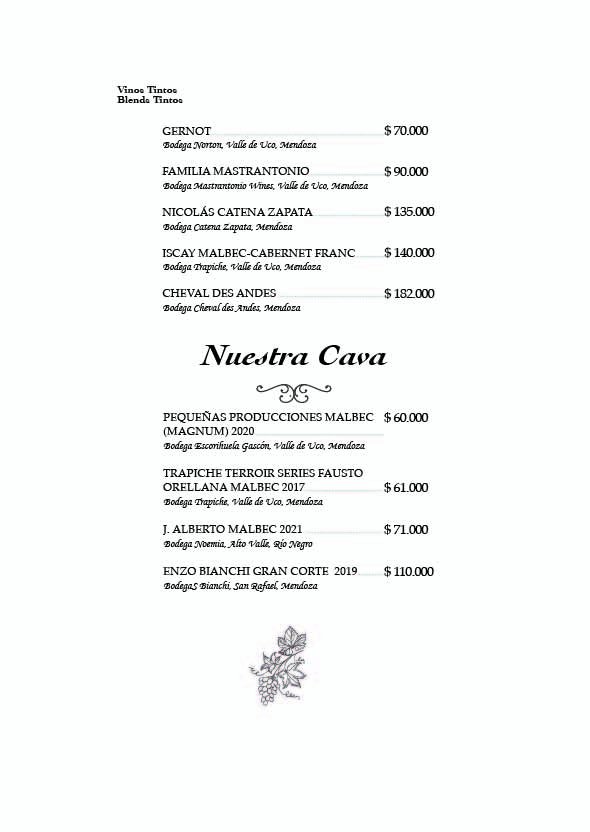 Vinos Tintos
Blends Tintos
GERNOT $ 70.000
Bodega Norton, Valle de Uco, Mendoza
FAMILIA MASTRANTONIO $ 90.000
Bodega Mastrantonio Wines, Valle de Uco, Mendoza
NICOLÁS CATENA ZAPATA $ 135.000
Bodega Catena Zapata, Mendoza
ISCAY MALBEC-CABERNET FRANC $ 140.000
Bodega Trapiche, Valle de Uco, Mendoza
CHEVAL DES ANDES $ 182.000
Bodega Cheval des Andes, Mendoza
Nuestra Cava
PEQUEÑAS PRODUCCIONES MALBEC $ 60.000
(MAGNUM) 2020
Bodega Escorihuela Gascón, Valle de Uco, Mendoza
TRAPICHE TERROIR SERIES FAUSTO
ORELLANA MALBEC 2017 $ 61.000
Bodega Trapiche, Valle de Uco, Mendoza
J. ALBERTO MALBEC 2021 $ 71.000
Bodega Noemia, Alto Valle, Río Negro
ENZO BIANCHI GRAN CORTE 2019 $ 110.000
BodegaS Bianchi, San Rafael, Mendoza